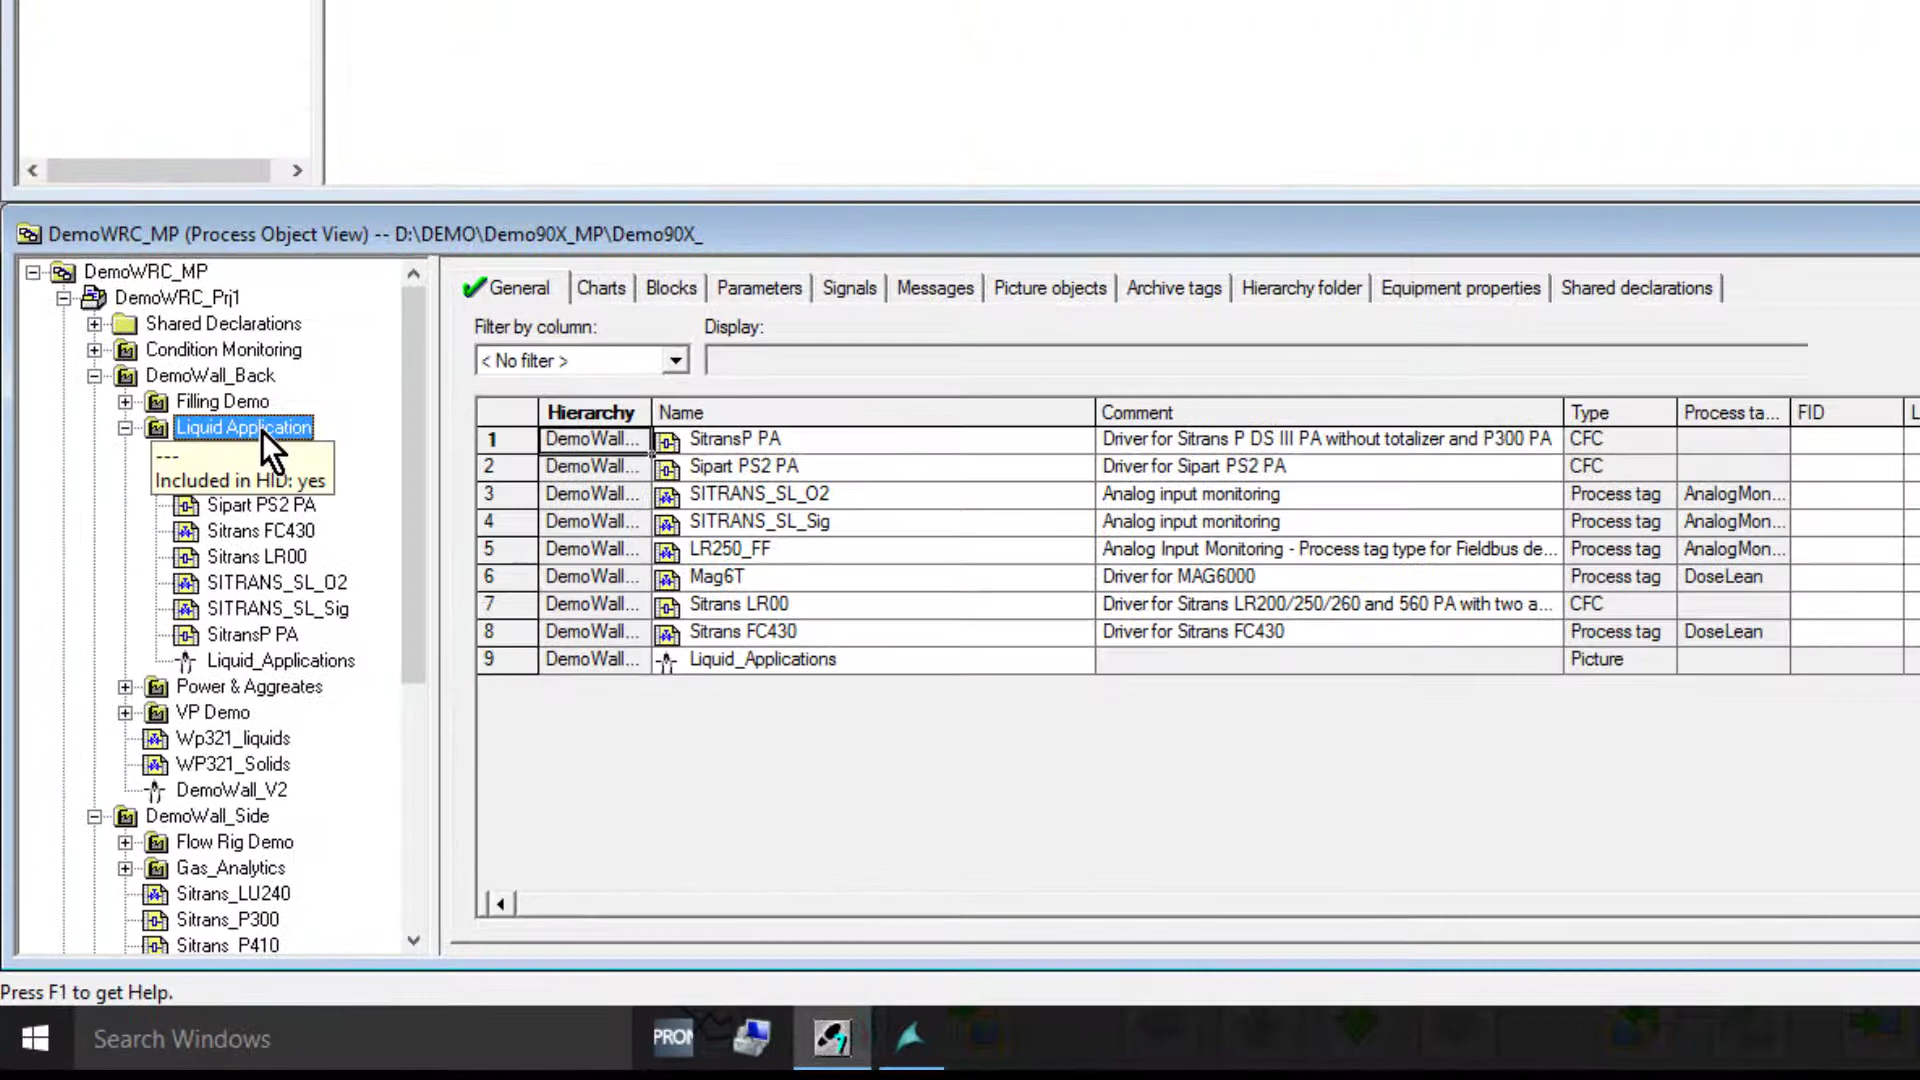 DemoWRC_MP (Process Object View) -- D:\DEMO\Demo90X_MP\Demo90X_
DemoWRC_MP
DemoWRC_Prj1
Shared Declarations
Condition Monitoring
DemoWall_Back
Filling Demo
Liquid Application
---
Included in HID: yes
Sipart PS2 PA
Sitrans FC430
Sitrans LR00
SITRANS_SL_O2
SITRANS_SL_Sig
SitransP PA
Liquid_Applications
Power & Aggreates
VP Demo
Wp321_liquids
WP321_Solids
DemoWall_V2
DemoWall_Side
Flow Rig Demo
Gas_Analytics
Sitrans_LU240
Sitrans_P300
Sitrans_P410
General Charts Blocks Parameters Signals Messages Picture objects Archive tags Hierarchy folder Equipment properties Shared declarations
Filter by column: Display:
< No filter >
Hierarchy Name Comment Type Process ta... FID L
1 DemoWall... SitransP PA Driver for Sitrans P DS III PA without totalizer and P300 PA CFC
2 DemoWall... Sipart PS2 PA Driver for Sipart PS2 PA CFC
3 DemoWall... SITRANS_SL_O2 Analog input monitoring Process tag AnalogMon...
4 DemoWall... SITRANS_SL_Sig Analog input monitoring Process tag AnalogMon...
5 DemoWall... LR250_FF Analog Input Monitoring - Process tag type for Fieldbus de... Process tag AnalogMon...
6 DemoWall... Mag6T Driver for MAG6000 Process tag DoseLean
7 DemoWall... Sitrans LR00 Driver for Sitrans LR200/250/260 and 560 PA with two a... CFC
8 DemoWall... Sitrans FC430 Driver for Sitrans FC430 Process tag DoseLean
9 DemoWall... Liquid_Applications Picture
Press F1 to get Help.
Search Windows
PRON